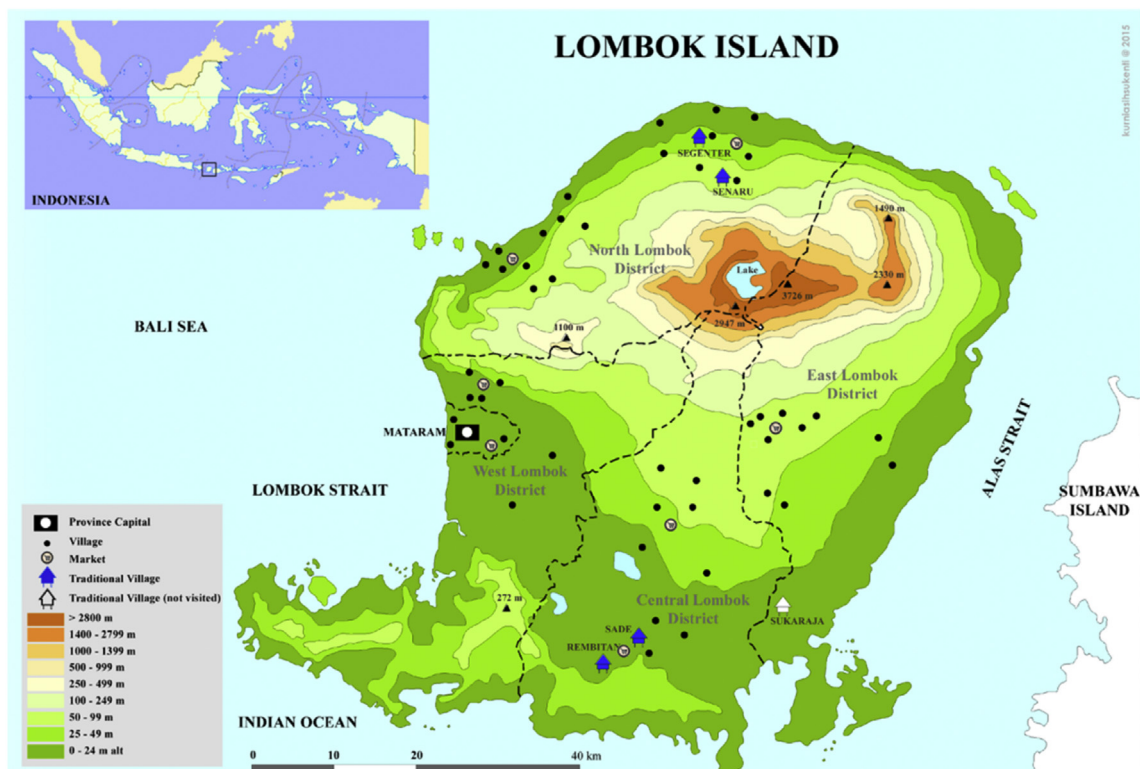 LOMBOK ISLAND
kurniasihsukenti @ 2015
INDONESIA
SEGENTER
SENARU
1490 m
North Lombok
District
Lake
2330 m
3726 m
2947 m
BALI SEA
1100 m
East Lombok
District
MATARAM
ALAS STRAIT
West Lombok
District
LOMBOK STRAIT
SUMBAWA
ISLAND
Province Capital
Village
Market
Traditional Village
Traditional Village (not visited)
> 2800 m
1400 - 2799 m
1000 - 1399 m
500 - 999 m
250 - 499 m
100 - 249 m
50 - 99 m
25 - 49 m
0 - 24 m alt
272 m
Central Lombok
District
SUKARAJA
SADE
REMBITAN
INDIAN OCEAN
0
20
40 km